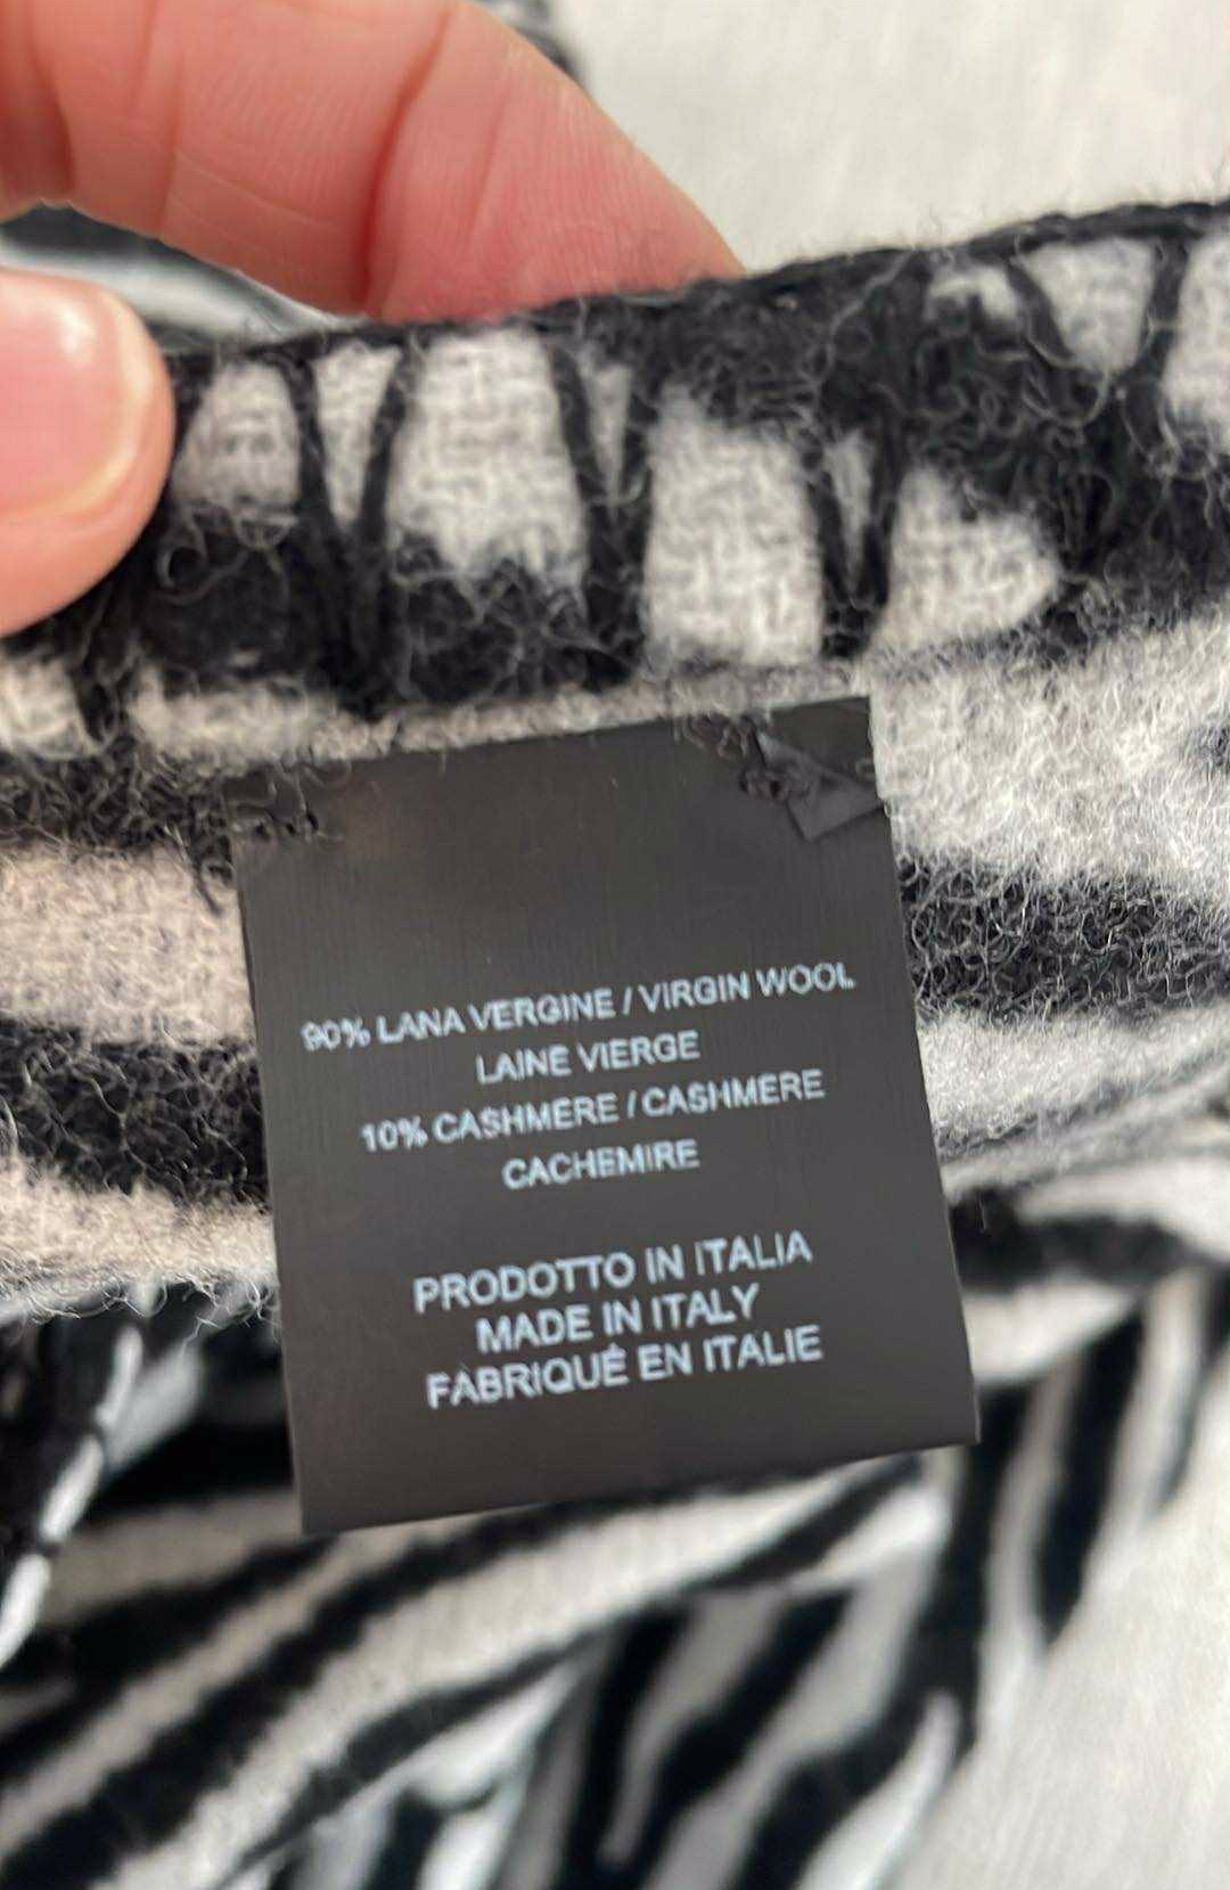 90% LANA VERGINE / VIRGIN WOOL
LAINE VIERGE
10% CASHMERE / CASHMERE
CACHEMIRE
PRODOTTO IN ITALIA
MADE IN ITALY
FABRIQUÉ EN ITALIE